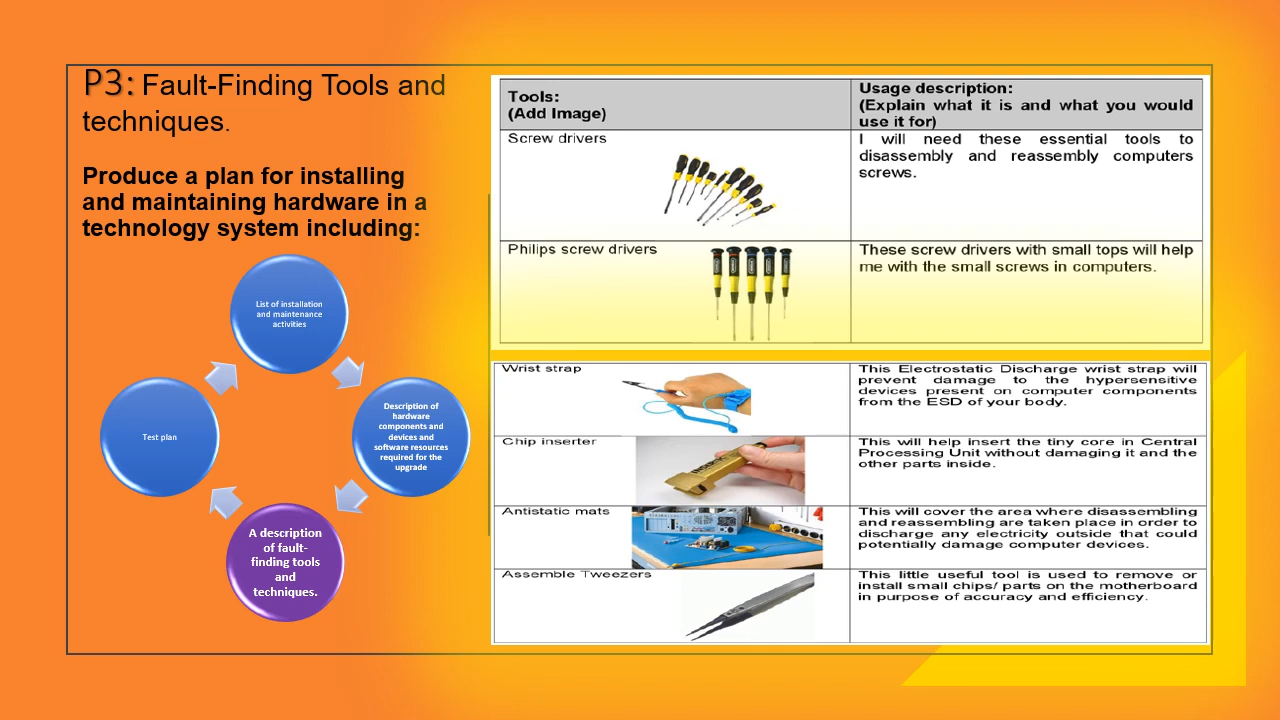 P3: Fault-Finding Tools and
techniques.
Produce a plan for installing
and maintaining hardware in a
technology system including:
List of installation
and maintenance
activities
Description of
hardware
components and
devices and
software resources
required for the
upgrade
A description
of fault-
finding tools
and
techniques.
Test plan
Tools:
(Add Image)
Usage description:
(Explain what it is and what you would
use it for)
Screw drivers
I will need these essential tools to
disassembly and reassembly computers
screws.
Philips screw drivers
These screw drivers with small tops will help
me with the small screws in computers.
Wrist strap
This Electrostatic Discharge wrist strap will
prevent damage to the hypersensitive
devices present on computer components
from the ESD of your body.
Chip inserter
This will help insert the tiny core in Central
Processing Unit without damaging it and the
other parts inside.
Antistatic mats
This will cover the area where disassembling
and reassembling are taken place in order to
discharge any electricity outside that could
potentially damage computer devices.
Assemble Tweezers
This little useful tool is used to remove or
install small chips/ parts on the motherboard
in purpose of accuracy and efficiency.